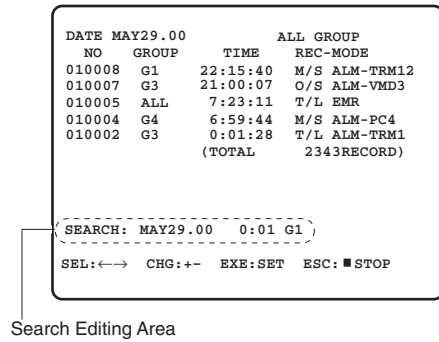 DATE MAY29.00 ALL GROUP
NO GROUP TIME REC-MODE
010008 G1 22:15:40 M/S ALM-TRM12
010007 G3 21:00:07 O/S ALM-VMD3
010005 ALL 7:23:11 T/L EMR
010004 G4 6:59:44 M/S ALM-PC4
010002 G3 0:01:28 T/L ALM-TRM1
(TOTAL 2343RECORD)
SEARCH: MAY29.00 0:01 G1
SEL:←→ CHG:+- EXE:SET ESC:■STOP
Search Editing Area